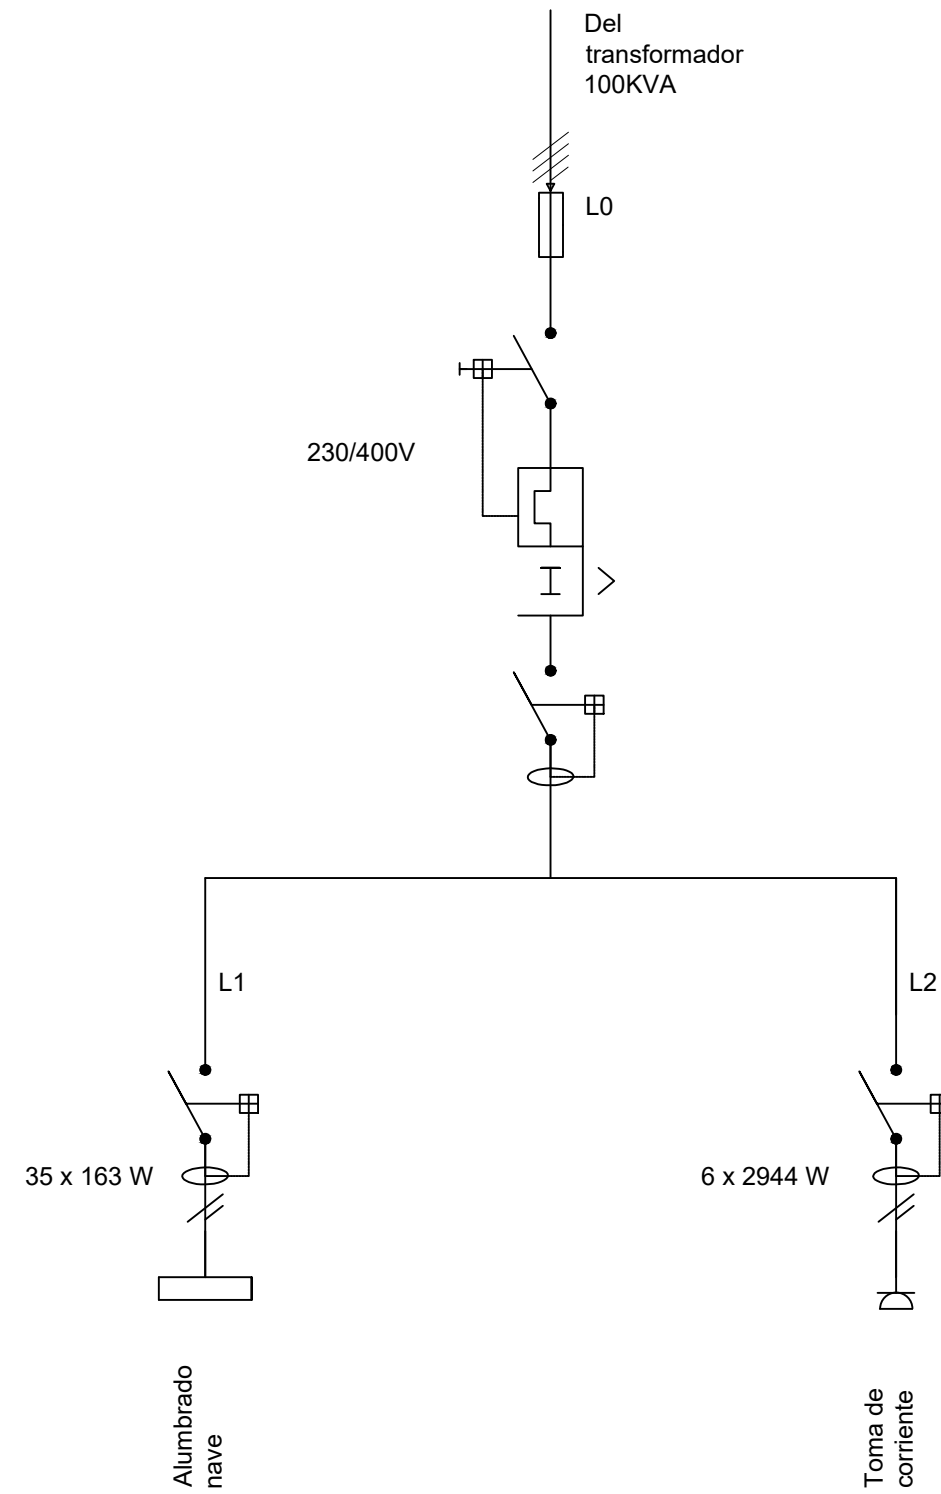 Del
transformador
100KVA
L0
230/400V
I >
L1
L2
35 x 163 W
6 x 2944 W
Alumbrado
nave
Toma de
corriente